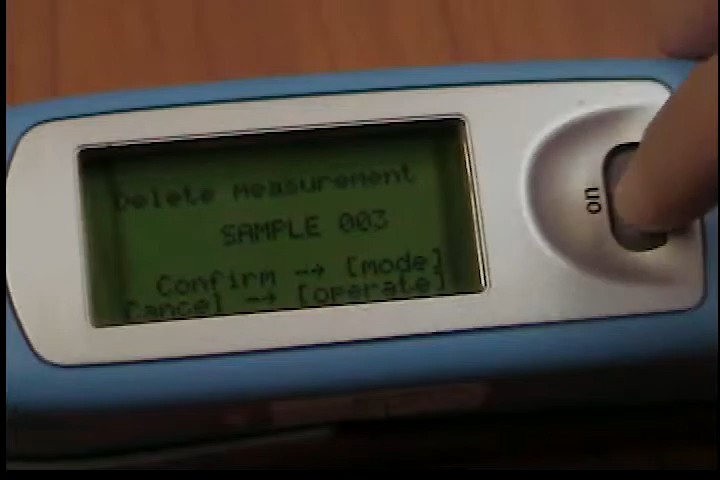 Delete Measurement
SAMPLE 003
Confirm --> [mode]
Cancel --> [operate]
on